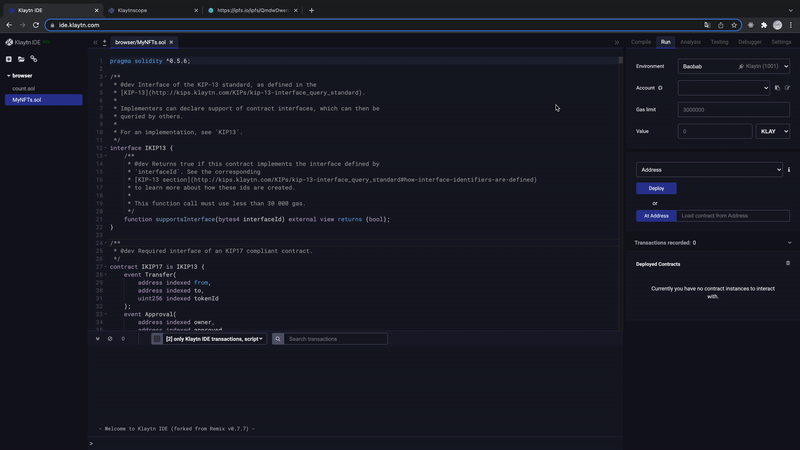 Klaytn IDE
Klaytnscope
ide.klaytn.com
Klaytn IDE
browser/MyNFTs.sol
browser
count.sol
MyNFTs.sol
1 pragma solidity ^0.5.6;
2
3 /**
4 * @dev Interface of the KIP-13 standard, as defined in the
5 * [KIP-13](http://kips.klaytn.com/KIPs/kip-13-interface_query_standard).
6 *
7 * Implementers can declare support of contract interfaces, which can then be
8 * queried by others.
9 *
10 * For an implementation, see `KIP13`.
11 */
12 interface IKIP13 {
13 /**
14 * @dev Returns true if this contract implements the interface defined by
15 * `interfaceId`. See the corresponding
16 * [KIP-13 section](http://kips.klaytn.com/KIPs/kip-13-interface_query_standard#how-interface-identifiers-are-defined)
17 * to learn more about how these ids are created.
18 *
19 * This function call must use less than 30 000 gas.
20 */
21 function supportsInterface(bytes4 interfaceId) external view returns (bool);
22 }
23
24 /**
25 * @dev Required interface of an KIP17 compliant contract.
26 */
27 contract IKIP17 is IKIP13 {
28 event Transfer(
29 address indexed from,
30 address indexed to,
31 uint256 indexed tokenId
32 );
33 event Approval(
34 address indexed owner,
35 address indexed approved
0
[2] only Klaytn IDE transactions, script
Search transactions
- Welcome to Klaytn IDE (forked from Remix v0.7.7) -
>
Compile Run Analysis Testing Debugger Settings
Environment Baobab Klaytn (1001)
Account
Gas limit 3000000
Value 0 KLAY
Address
Deploy
or
At Address Load contract from Address
Transactions recorded: 0
Deployed Contracts
Currently you have no contract instances to interact
with.